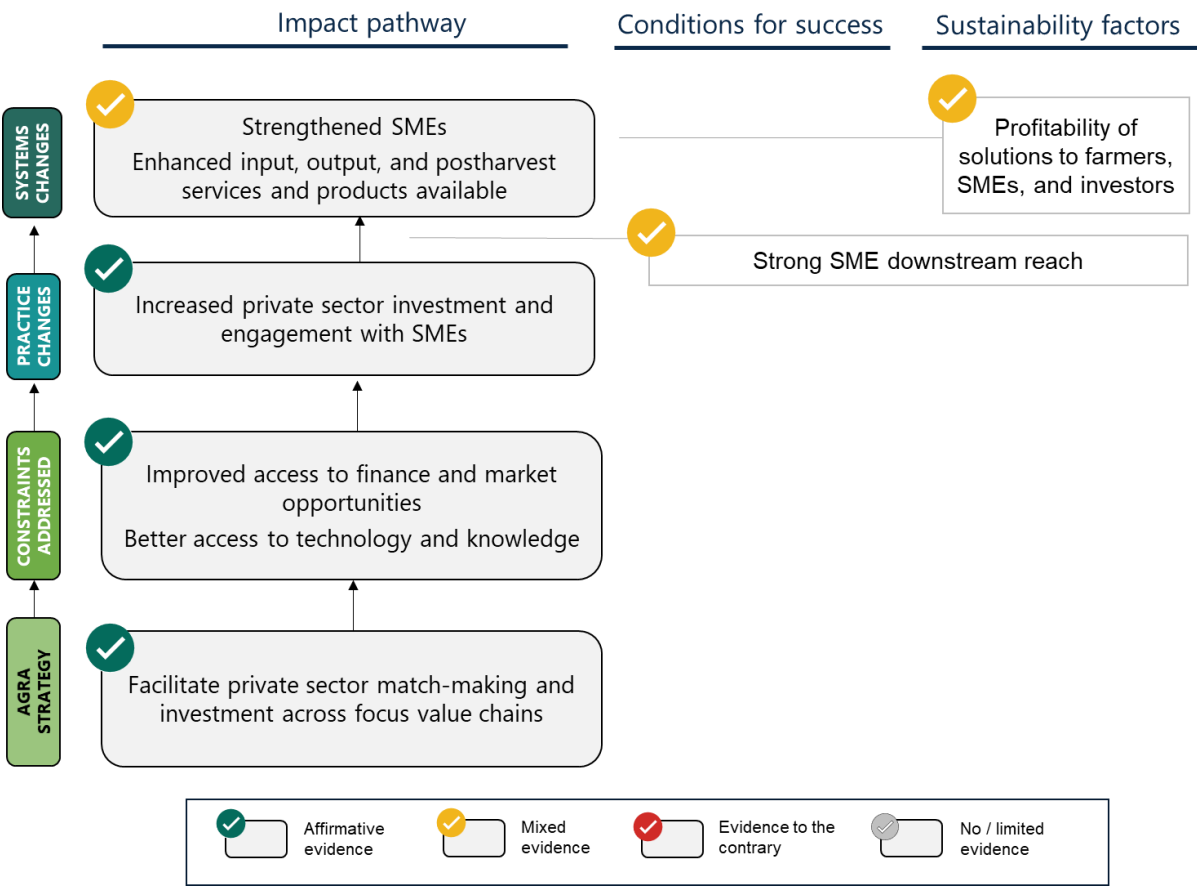 Impact pathway
Conditions for success
Sustainability factors
SYSTEMS
CHANGES
Strengthened SMEs
Enhanced input, output, and postharvest
services and products available
Profitability of
solutions to farmers,
SMEs, and investors
Strong SME downstream reach
PRACTICE
CHANGES
Increased private sector investment and
engagement with SMEs
CONSTRAINTS
ADDRESSED
Improved access to finance and market
opportunities
Better access to technology and knowledge
AGRA
STRATEGY
Facilitate private sector match-making and
investment across focus value chains
Affirmative
evidence
Mixed
evidence
Evidence to the
contrary
No / limited
evidence